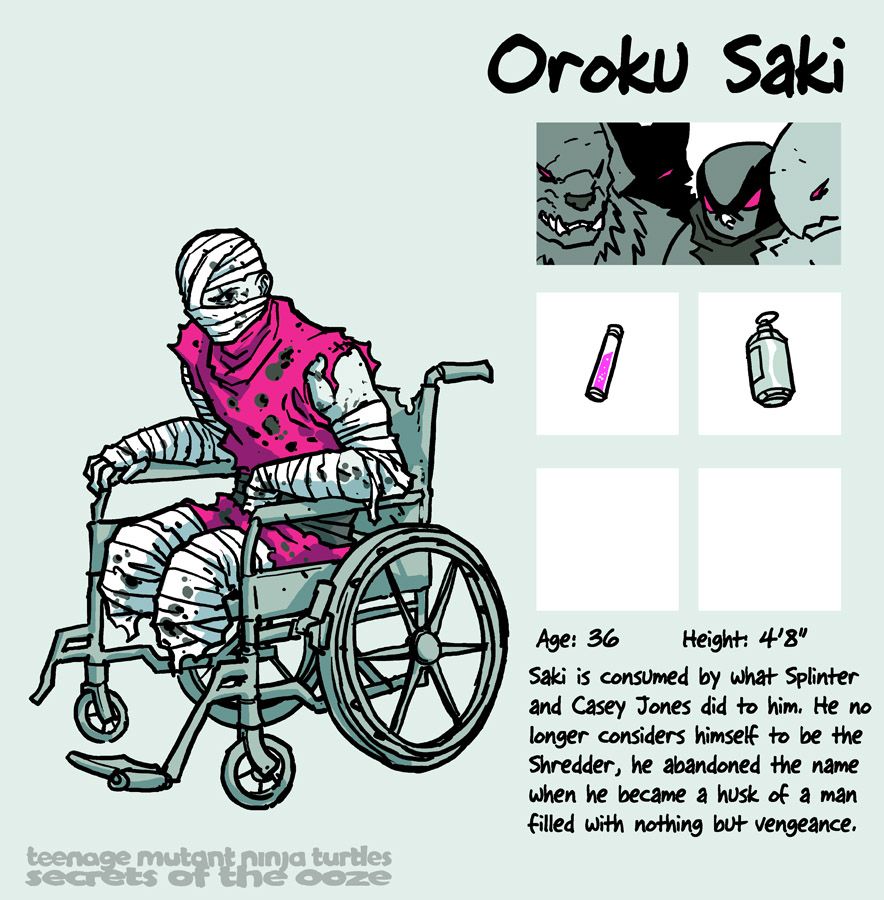 Oroku Saki
Age: 36 Height: 4'8"
Saki is consumed by what Splinter
and Casey Jones did to him. He no
longer considers himself to be the
Shredder, he abandoned the name
when he became a husk of a man
filled with nothing but vengeance.
teenage mutant ninja turtles
secrets of the ooze